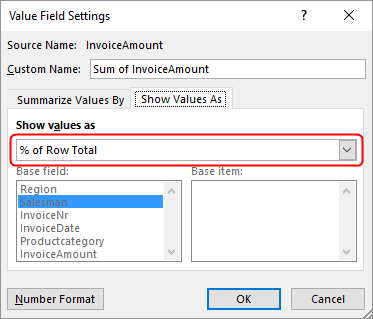 Value Field Settings
Source Name: InvoiceAmount
Custom Name: Sum of InvoiceAmount
Summarize Values By Show Values As
Show values as
% of Row Total
Base field: Base item:
Region
Salesman
InvoiceNr
InvoiceDate
Productcategory
InvoiceAmount
Number Format OK Cancel